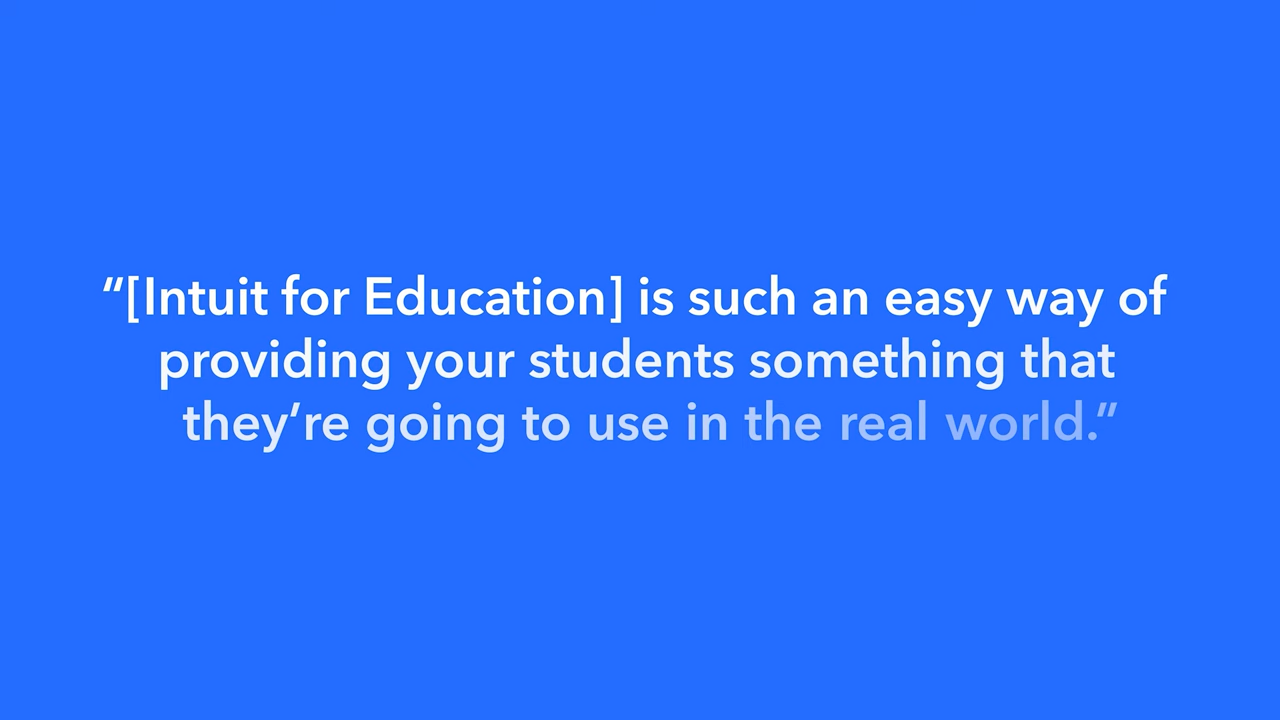 “[Intuit for Education] is such an easy way of
providing your students something that
they’re going to use in the real world.”